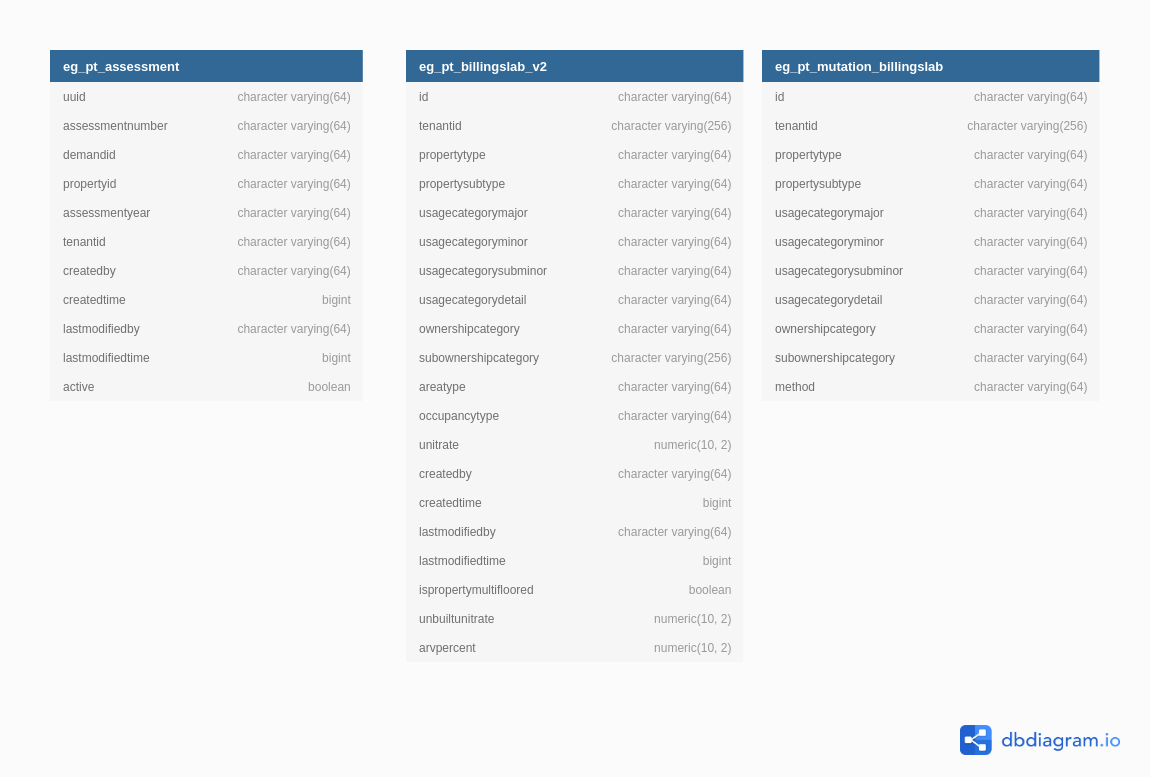 eg_pt_assessment
uuid character varying(64)
assessmentnumber character varying(64)
demandid character varying(64)
propertyid character varying(64)
assessmentyear character varying(64)
tenantid character varying(64)
createdby character varying(64)
createdtime bigint
lastmodifiedby character varying(64)
lastmodifiedtime bigint
active boolean
eg_pt_billingslab_v2
id character varying(64)
tenantid character varying(256)
propertytype character varying(64)
propertysubtype character varying(64)
usagecategorymajor character varying(64)
usagecategoryminor character varying(64)
usagecategorysubminor character varying(64)
usagecategorydetail character varying(64)
ownershipcategory character varying(64)
subownershipcategory character varying(256)
areatype character varying(64)
occupancytype character varying(64)
unitrate numeric(10, 2)
createdby character varying(64)
createdtime bigint
lastmodifiedby character varying(64)
lastmodifiedtime bigint
ispropertymultifloored boolean
unbuiltunitrate numeric(10, 2)
arvpercent numeric(10, 2)
eg_pt_mutation_billingslab
id character varying(64)
tenantid character varying(256)
propertytype character varying(64)
propertysubtype character varying(64)
usagecategorymajor character varying(64)
usagecategoryminor character varying(64)
usagecategorysubminor character varying(64)
usagecategorydetail character varying(64)
ownershipcategory character varying(64)
subownershipcategory character varying(64)
method character varying(64)
dbdiagram.io